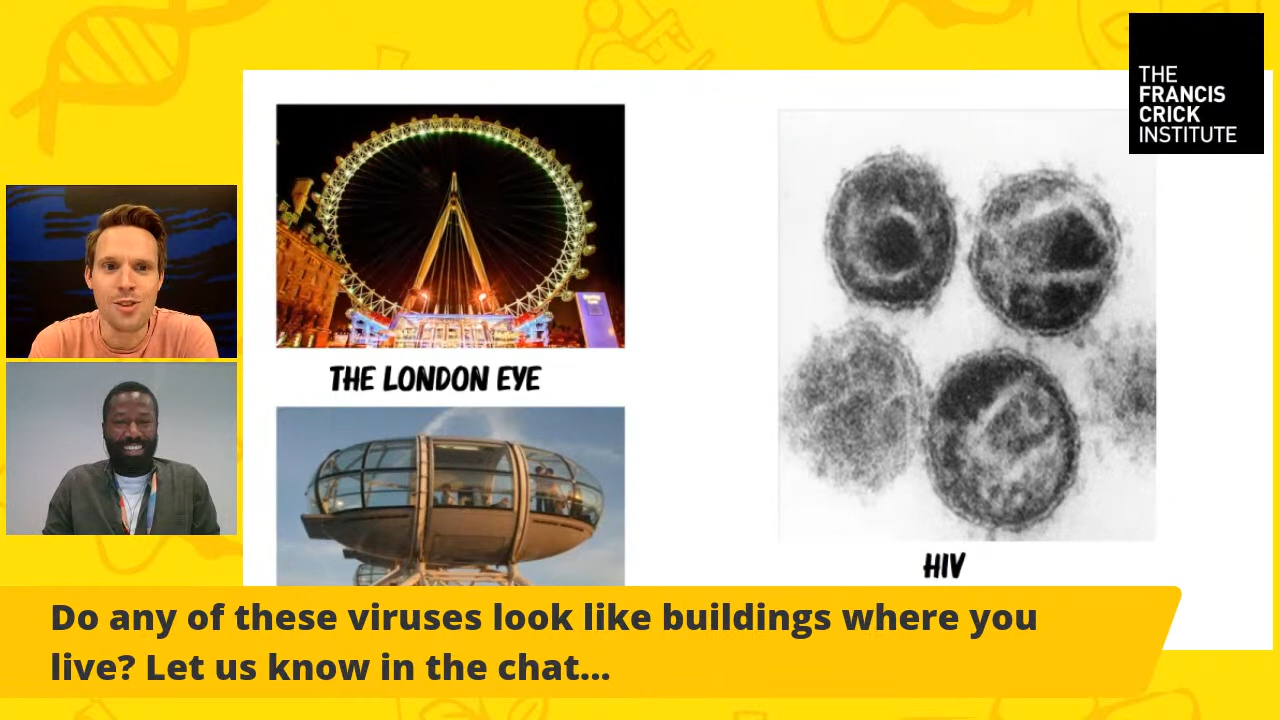 THE
FRANCIS
CRICK
INSTITUTE
THE LONDON EYE
HIV
Do any of these viruses look like buildings where you
live? Let us know in the chat...